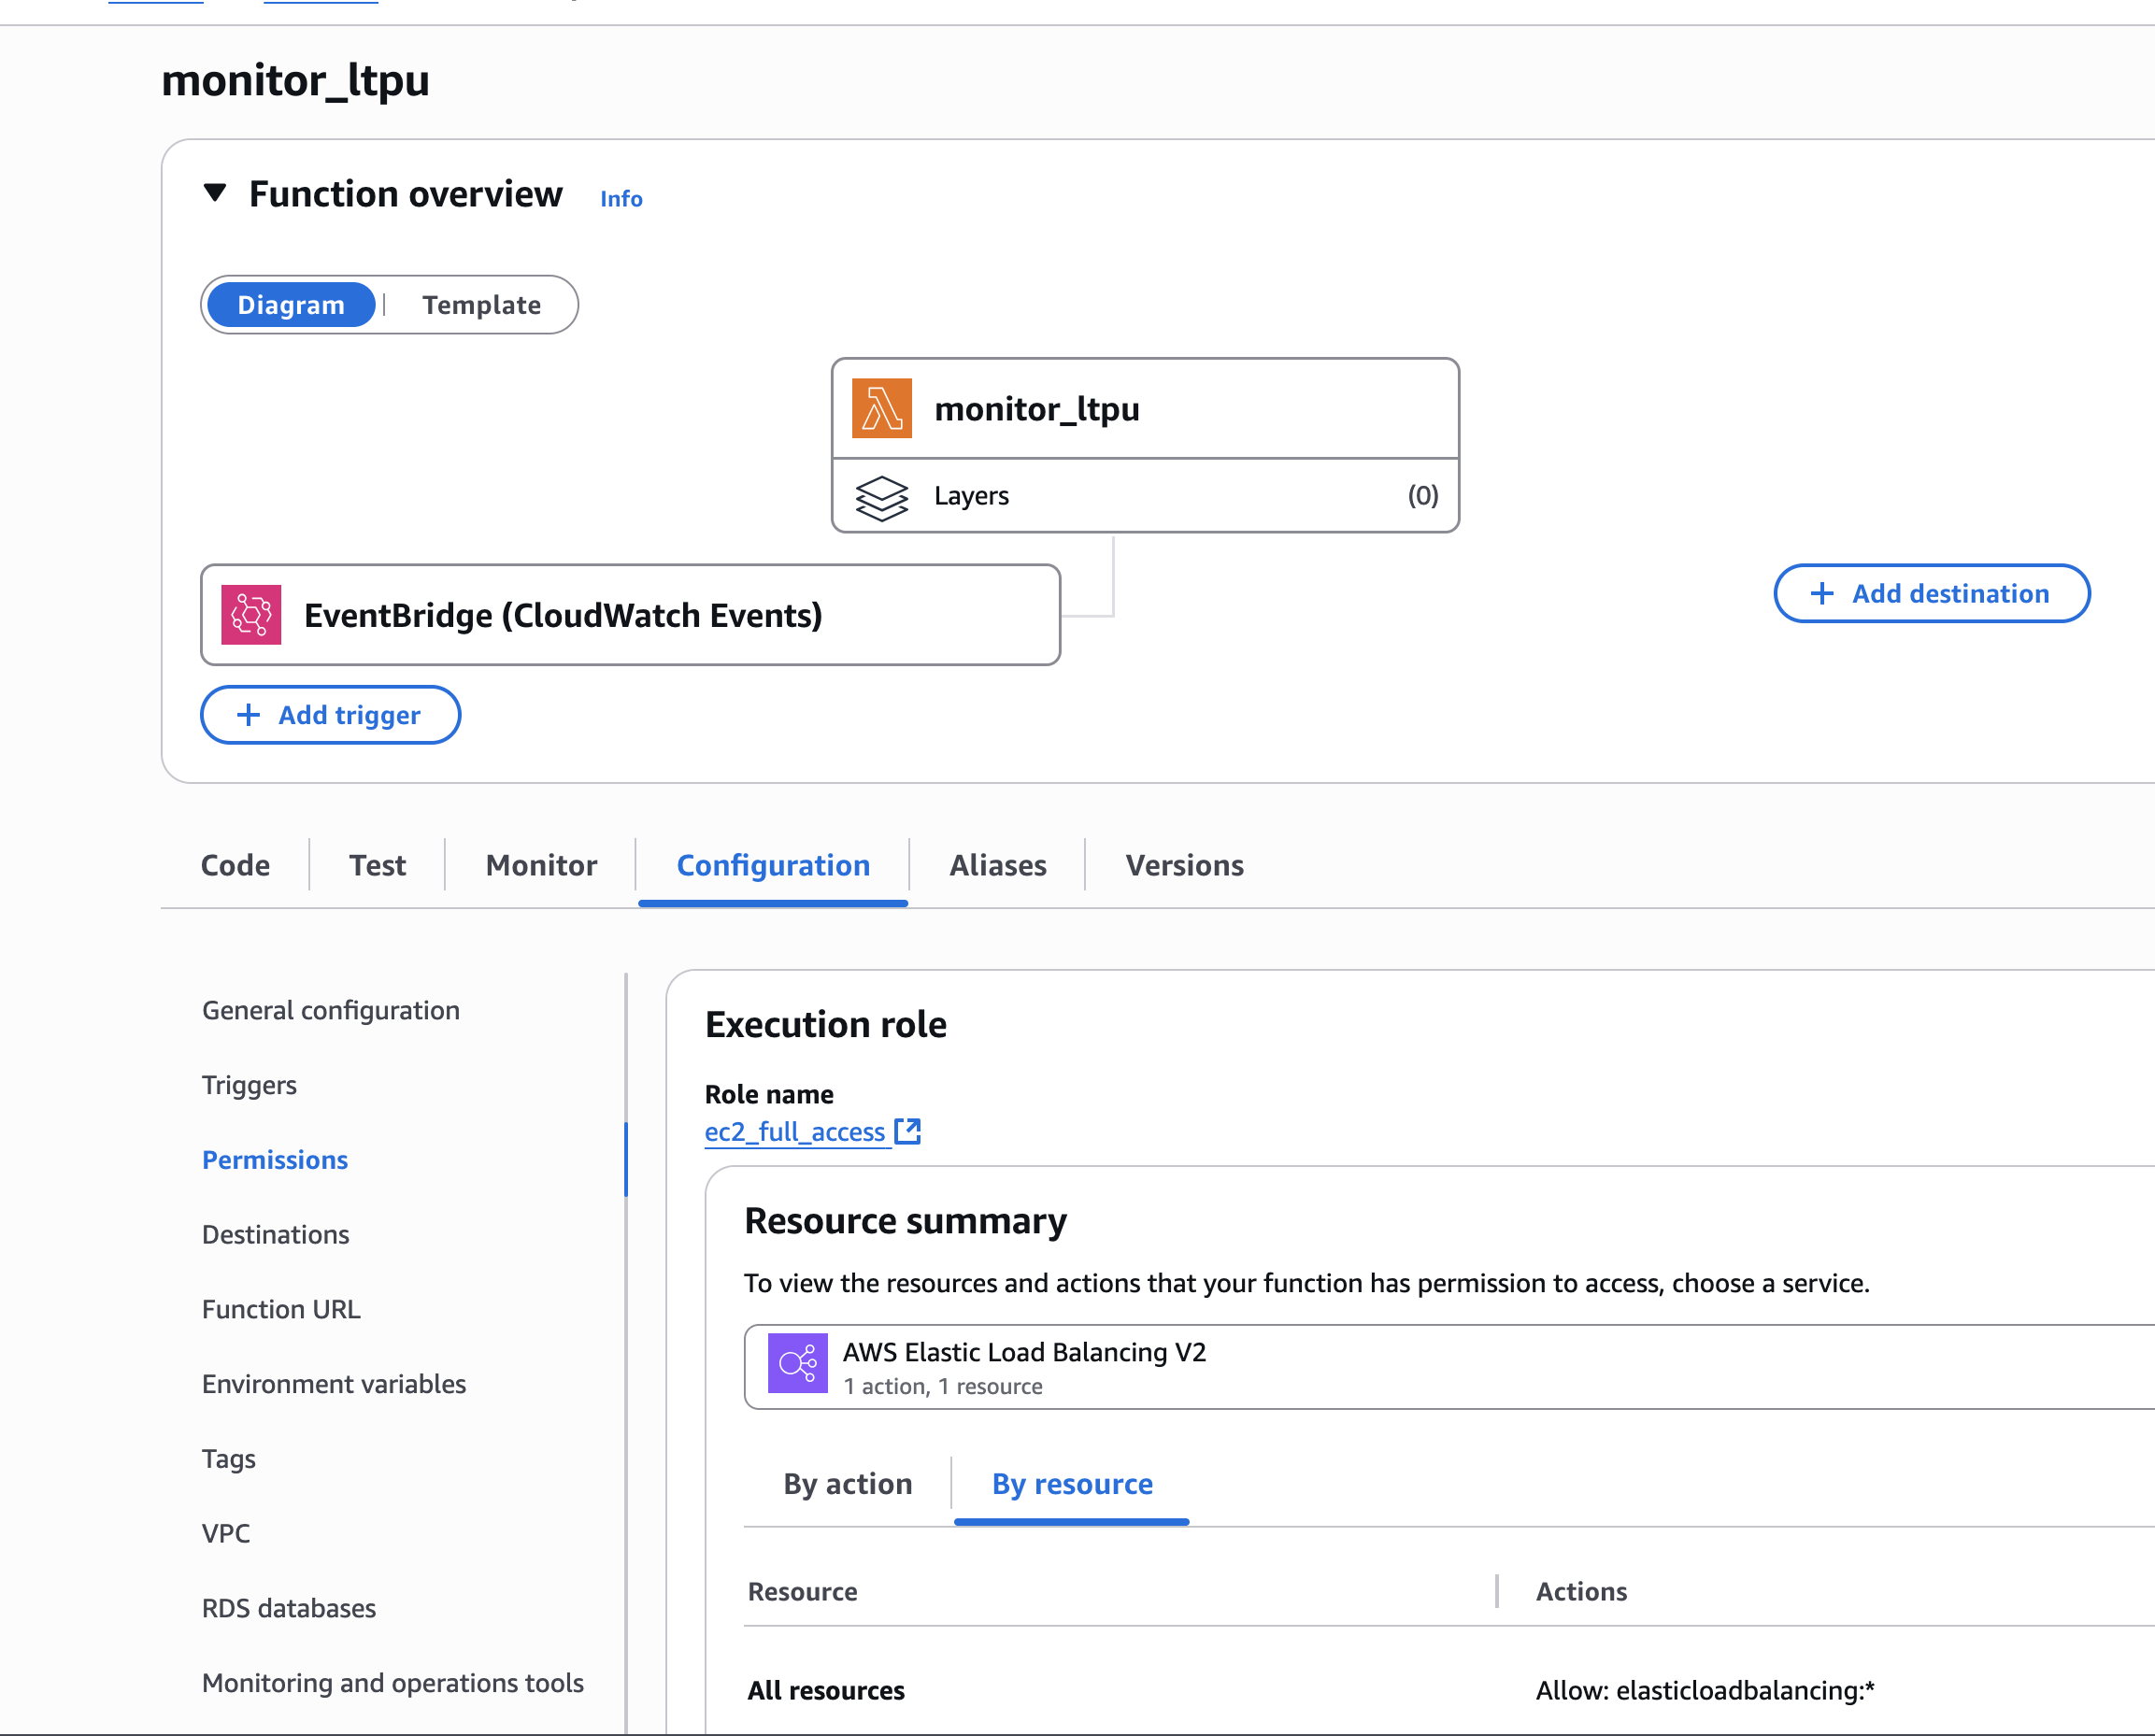 monitor_ltpu
Function overview Info
Diagram Template
monitor_ltpu
Layers (0)
EventBridge (CloudWatch Events)
Add destination
Add trigger
Code Test Monitor Configuration Aliases Versions
General configuration
Triggers
Permissions
Destinations
Function URL
Environment variables
Tags
VPC
RDS databases
Monitoring and operations tools
Execution role
Role name
ec2_full_access
Resource summary
To view the resources and actions that your function has permission to access, choose a service.
AWS Elastic Load Balancing V2
1 action, 1 resource
By action By resource
Resource Actions
All resources Allow: elasticloadbalancing:*